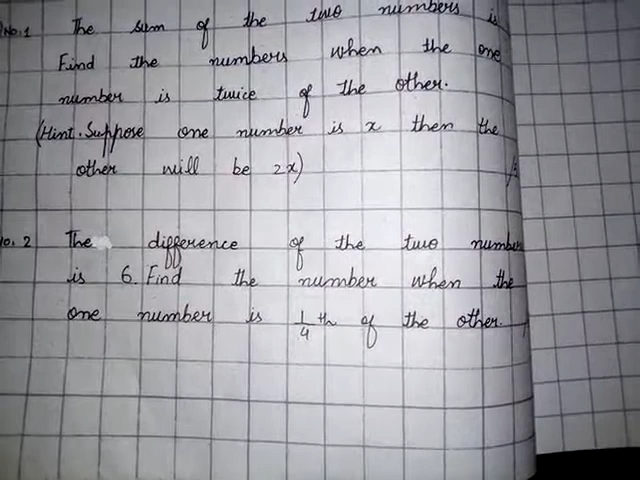 No.1 The sum of the two numbers is
Find the numbers when the one
number is twice of the other.
(Hint. Suppose one number is x then the
other will be 2x)
No. 2 The difference of the two number
is 6. Find the number when the
one number is 1/4 th of the other.